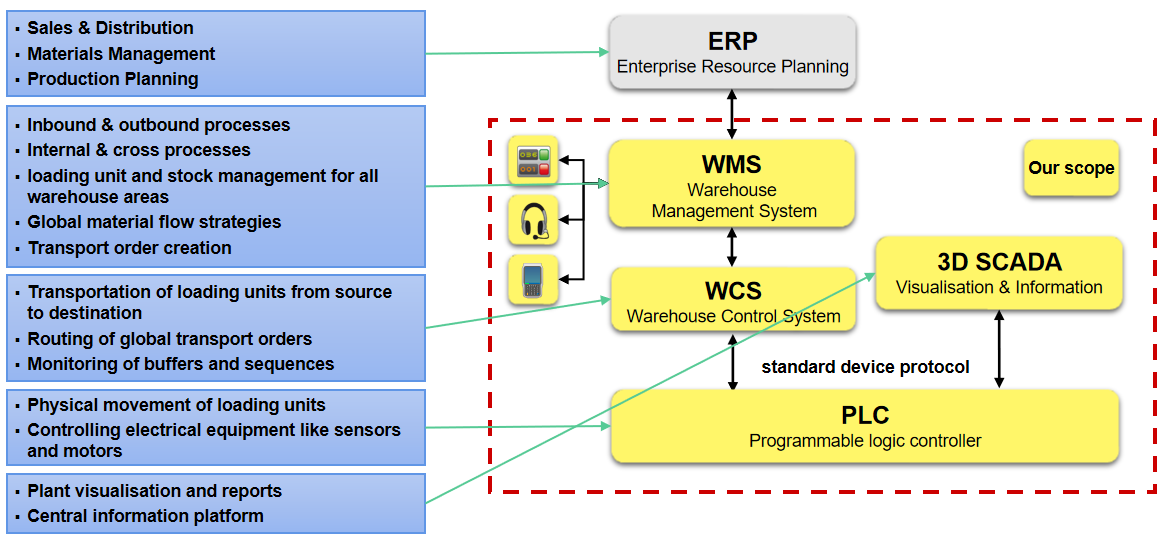 ▪ Sales & Distribution
▪ Materials Management
▪ Production Planning
▪ Inbound & outbound processes
▪ Internal & cross processes
▪ loading unit and stock management for all
warehouse areas
▪ Global material flow strategies
▪ Transport order creation
▪ Transportation of loading units from source
to destination
▪ Routing of global transport orders
▪ Monitoring of buffers and sequences
▪ Physical movement of loading units
▪ Controlling electrical equipment like sensors
and motors
▪ Plant visualisation and reports
▪ Central information platform
ERP
Enterprise Resource Planning
WMS
Warehouse
Management System
Our scope
WCS
Warehouse Control System
3D SCADA
Visualisation & Information
standard device protocol
PLC
Programmable logic controller